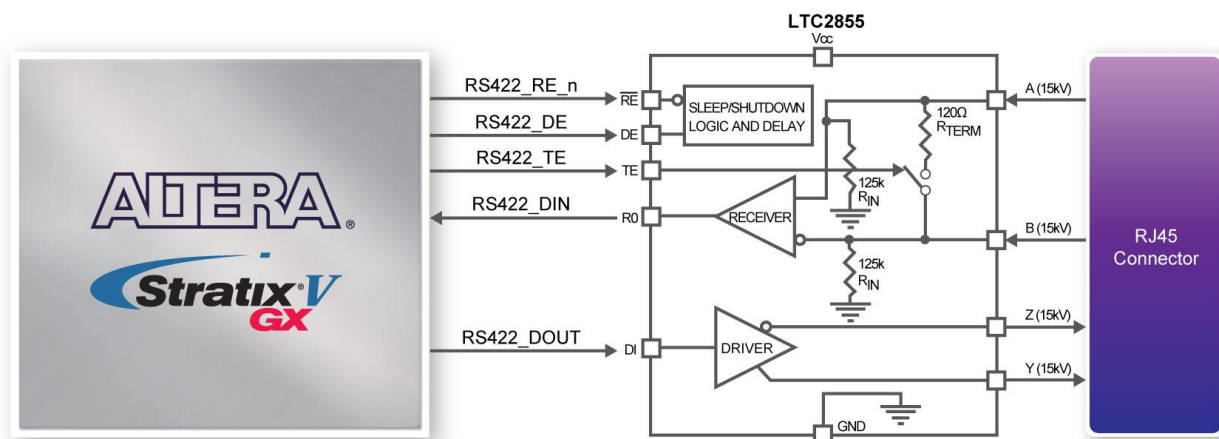 LTC2855
Vcc
ALTERA®
Stratix® V
GX
RS422_RE_n
RS422_DE
RS422_TE
RS422_DIN
RS422_DOUT
RE
DE
TE
R0
DI
SLEEP/SHUTDOWN
LOGIC AND DELAY
120Ω
RTERM
125k
RIN
RECEIVER
125k
RIN
DRIVER
GND
A (15kV)
B (15kV)
Z (15kV)
Y (15kV)
RJ45
Connector